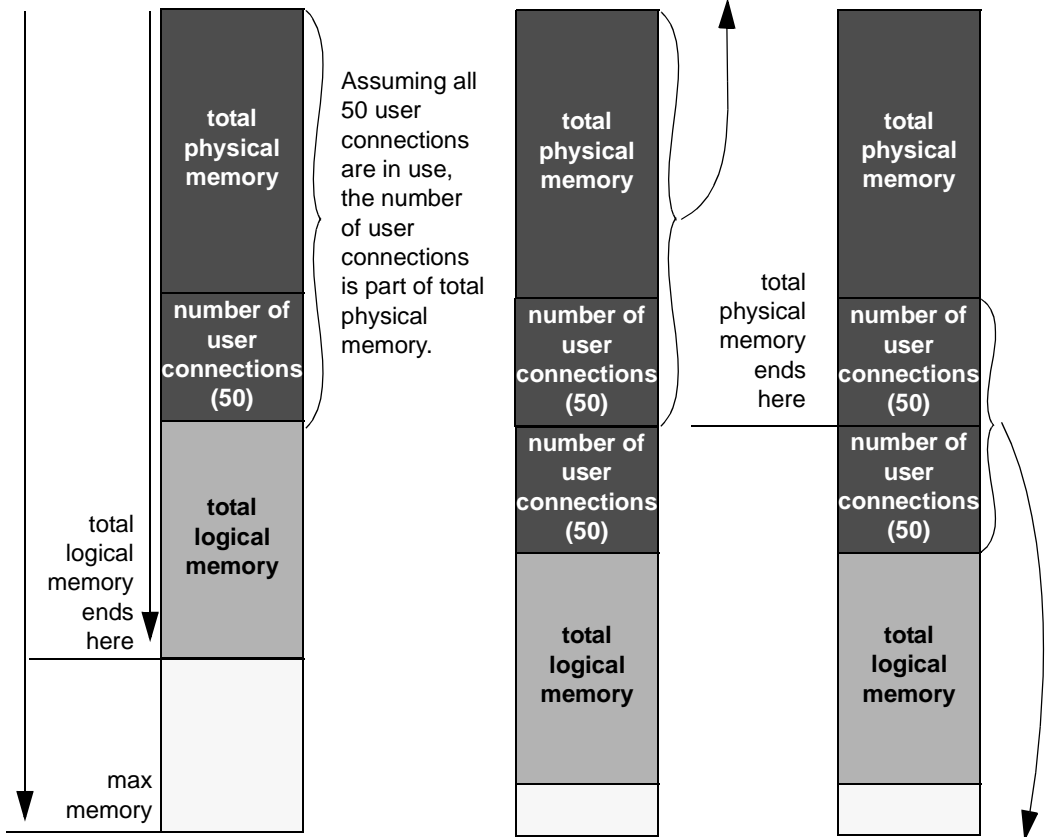 total
physical
memory
number of
user
connections
(50)
total
logical
memory
total
logical
memory
ends
here
max
memory
Assuming all
50 user
connections
are in use,
the number
of user
connections
is part of total
physical
memory.
total
physical
memory
number of
user
connections
(50)
number of
user
connections
(50)
total
logical
memory
total
physical
memory
ends
here
total
physical
memory
number of
user
connections
(50)
number of
user
connections
(50)
total
logical
memory